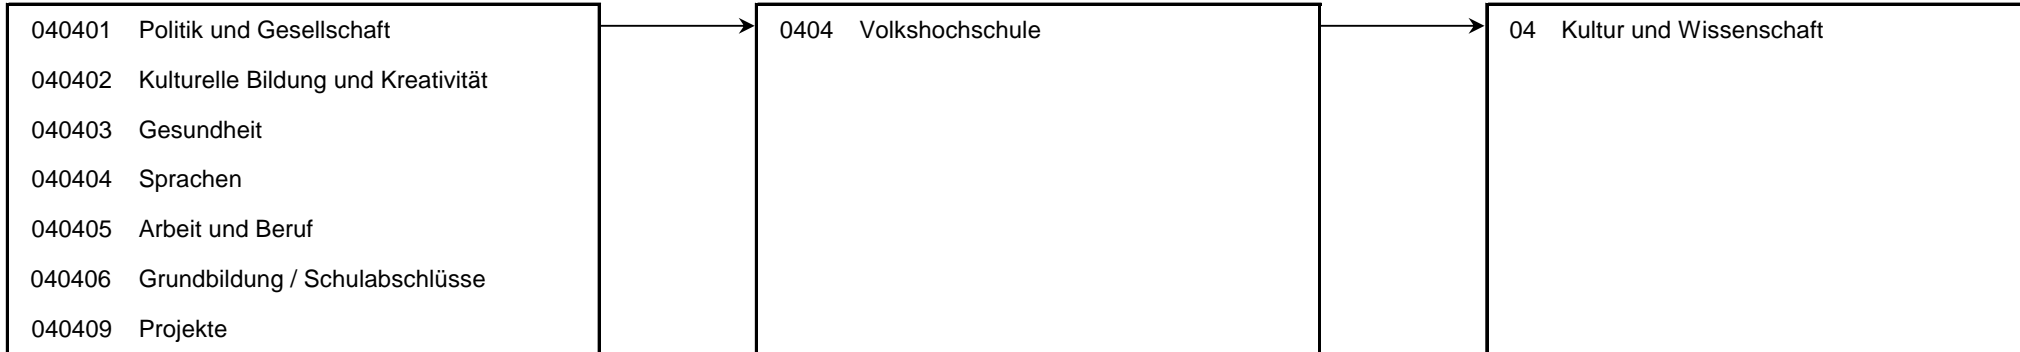 040401 Politik und Gesellschaft
040402 Kulturelle Bildung und Kreativität
040403 Gesundheit
040404 Sprachen
040405 Arbeit und Beruf
040406 Grundbildung / Schulabschlüsse
040409 Projekte
0404 Volkshochschule
04 Kultur und Wissenschaft